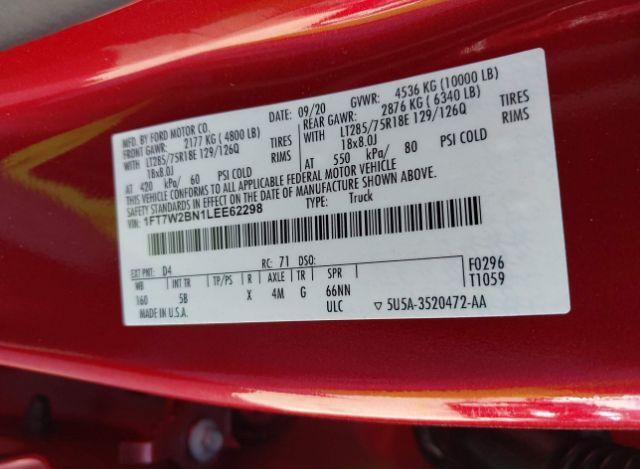 MFD. BY FORD MOTOR CO.
DATE: 09/20 GVWR: 4536 KG (10000 LB)
FRONT GAWR: 2177 KG (4800 LB)
REAR GAWR: 2876 KG (6340 LB)
WITH LT285/75R18E 129/126Q TIRES
WITH LT285/75R18E 129/126Q TIRES
18x8.0J RIMS
18x8.0J RIMS
AT 420 kPa/ 60 PSI COLD
AT 550 kPa/ 80 PSI COLD
THIS VEHICLE CONFORMS TO ALL APPLICABLE FEDERAL MOTOR VEHICLE
SAFETY STANDARDS IN EFFECT ON THE DATE OF MANUFACTURE SHOWN ABOVE.
VIN: 1FT7W2BN1LEE62298
TYPE: Truck
EXT PNT: D4 RC: 71 DSO: F0296
WB INT TR TP/PS R AXLE TR SPR T1059
160 5B X 4M G 66NN
MADE IN U.S.A. ULC ▽ 5U5A-3520472-AA